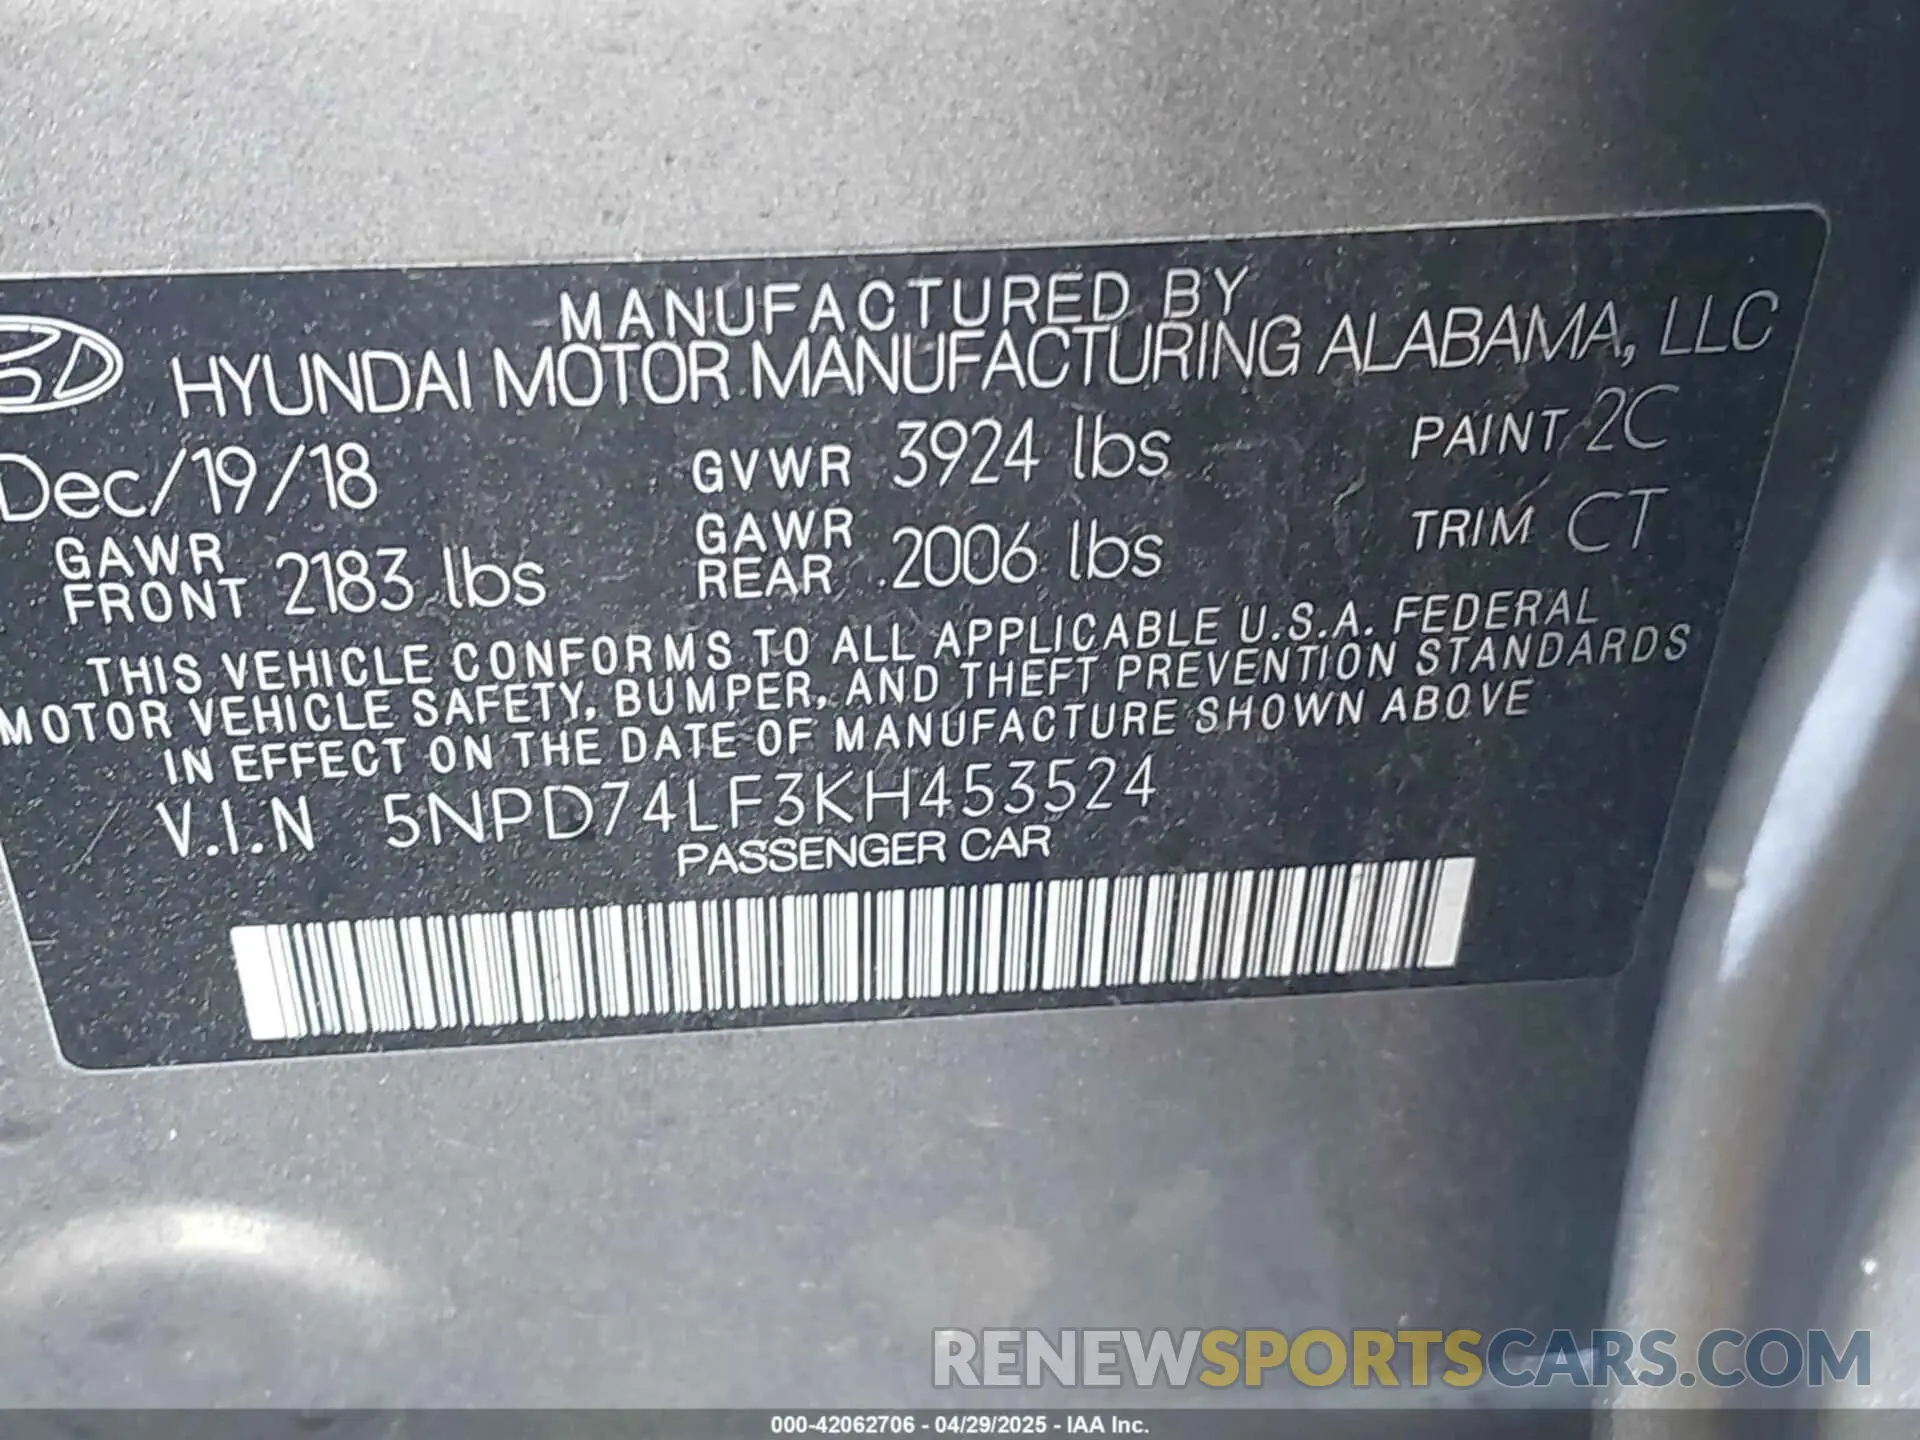 MANUFACTURED BY
HYUNDAI MOTOR MANUFACTURING ALABAMA, LLC
Dec/19/18 GVWR 3924 lbs PAINT 2C
GAWR FRONT 2183 lbs GAWR REAR 2006 lbs TRIM CT
THIS VEHICLE CONFORMS TO ALL APPLICABLE U.S.A. FEDERAL
MOTOR VEHICLE SAFETY, BUMPER, AND THEFT PREVENTION STANDARDS
IN EFFECT ON THE DATE OF MANUFACTURE SHOWN ABOVE
V.I.N 5NPD74LF3KH453524
PASSENGER CAR
RENEWSPORTSCARS.COM
000-42062706 - 04/29/2025 - IAA Inc.